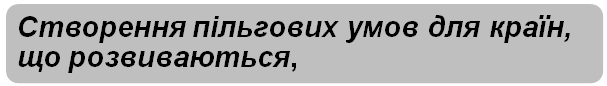 Створення пільгових умов для країн,
що розвиваються,